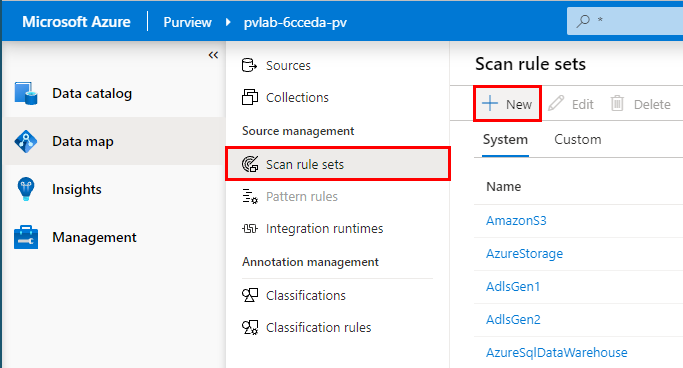 Microsoft Azure Purview > pvlab-6cceda-pv *
«
Data catalog
Data map
Insights
Management
Sources
Collections
Source management
Scan rule sets
Pattern rules
Integration runtimes
Annotation management
Classifications
Classification rules
Scan rule sets
New Edit Delete
System Custom
Name
AmazonS3
AzureStorage
AdlsGen1
AdlsGen2
AzureSqlDataWarehouse